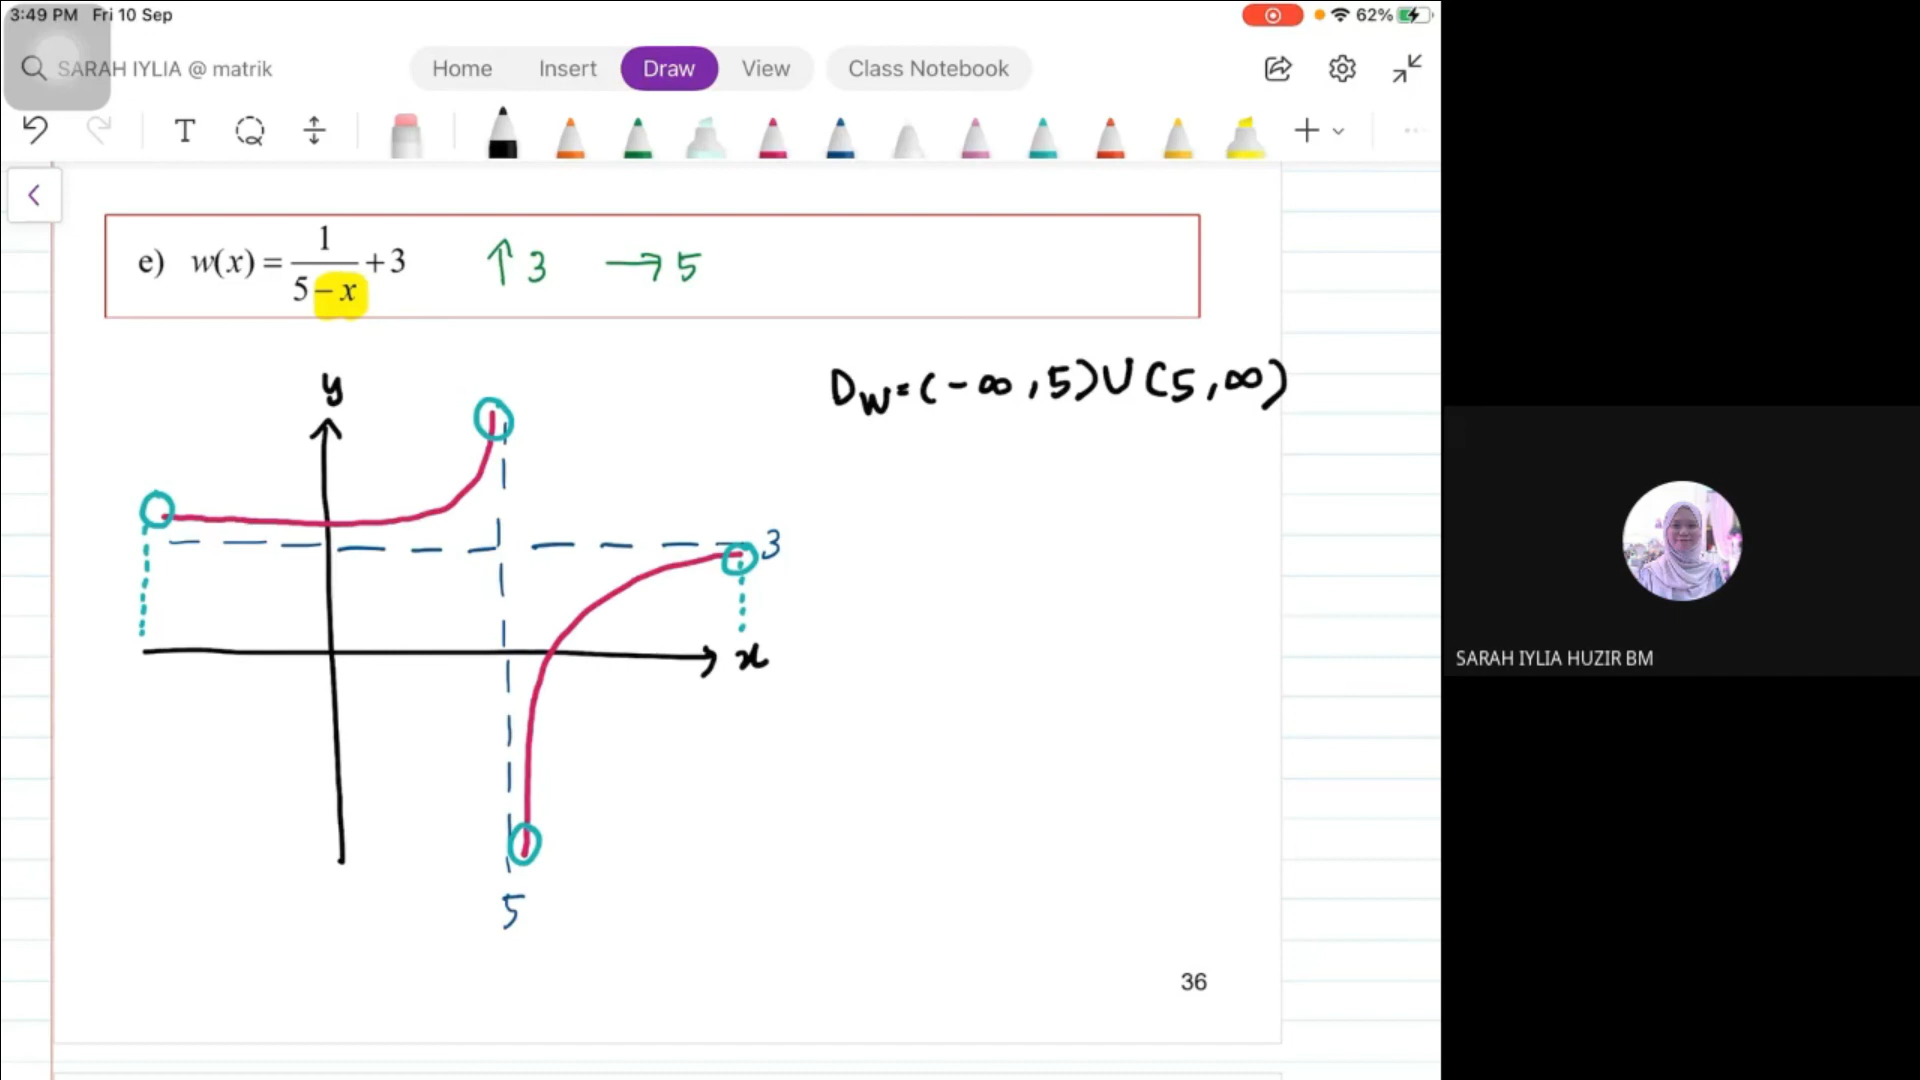 3:49 PM Fri 10 Sep
62%
SARAH IYLIA @ matrik
Home Insert Draw View Class Notebook
T
e) w(x) = 1/(5 − x) + 3 ↑ 3 → 5
D_W = (-∞, 5) ∪ (5, ∞)
y
3
x
5
36
SARAH IYLIA HUZIR BM